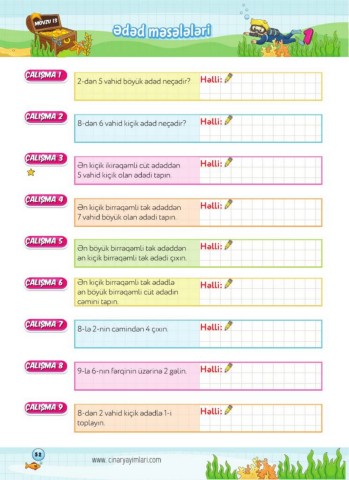 MÖVZU 13
Ədəd məsələləri
1
ÇALIŞMA 1
2-dən 5 vahid böyük ədəd neçədir?
Həlli:
ÇALIŞMA 2
8-dən 6 vahid kiçik ədəd neçədir?
Həlli:
ÇALIŞMA 3
Ən kiçik ikirəqəmli cüt ədəddən
5 vahid kiçik olan ədədi tapın.
Həlli:
ÇALIŞMA 4
Ən kiçik birrəqəmli tək ədəddən
7 vahid böyük olan ədədi tapın.
Həlli:
ÇALIŞMA 5
Ən böyük birrəqəmli tək ədəddən
ən kiçik birrəqəmli tək ədədi çıxın.
Həlli:
ÇALIŞMA 6
Ən kiçik birrəqəmli tək ədədlə
ən böyük birrəqəmli cüt ədədin
cəmini tapın.
Həlli:
ÇALIŞMA 7
8-lə 2-nin cəmindən 4 çıxın.
Həlli:
ÇALIŞMA 8
9-la 6-nın fərqinin üzərinə 2 gəlin.
Həlli:
ÇALIŞMA 9
8-dən 2 vahid kiçik ədədlə 1-i
toplayın.
Həlli:
www.cinaryayimlari.com